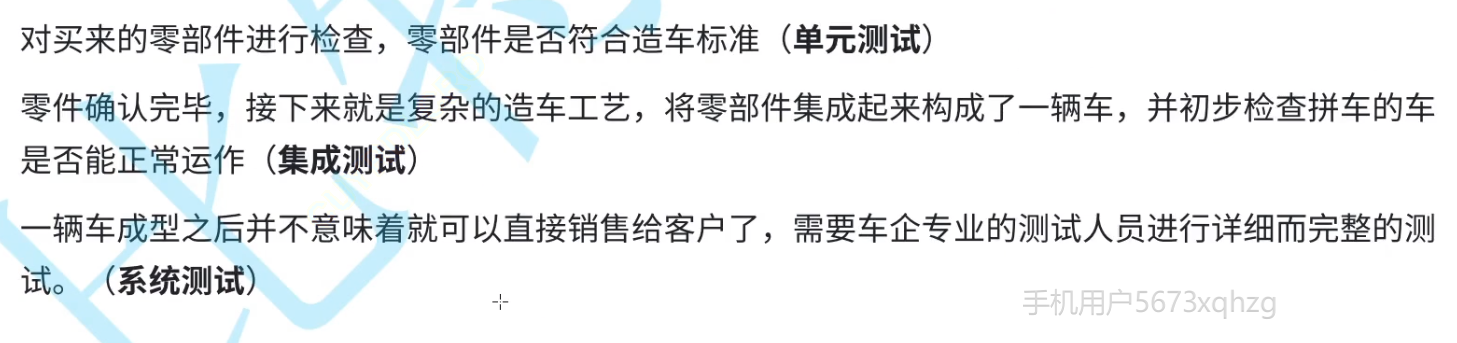 对买来的零部件进行检查，零部件是否符合造车标准（单元测试）
零件确认完毕，接下来就是复杂的造车工艺，将零部件集成起来构成了一辆车，并初步检查拼车的车
是否能正常运作（集成测试）
一辆车成型之后并不意味着就可以直接销售给客户了，需要车企专业的测试人员进行详细而完整的测
试。（系统测试）
手机用户5673xqhzg